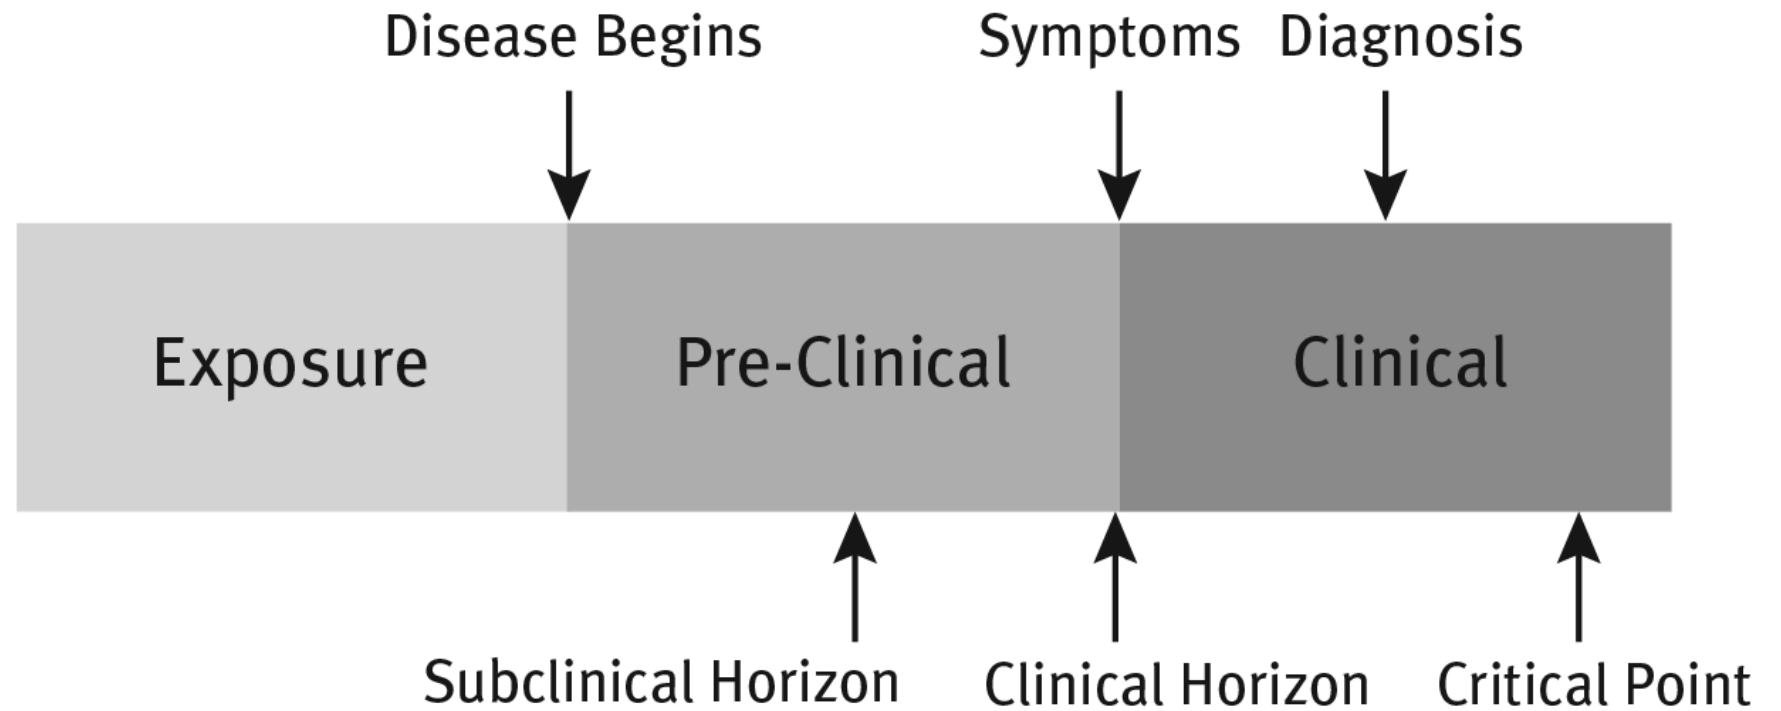 Disease Begins
Symptoms
Diagnosis
Exposure
Pre-Clinical
Clinical
Subclinical Horizon
Clinical Horizon
Critical Point